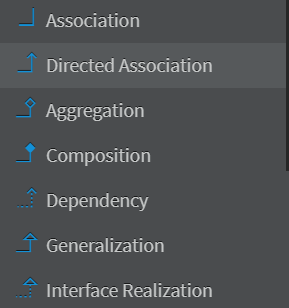 Association
Directed Association
Aggregation
Composition
Dependency
Generalization
Interface Realization